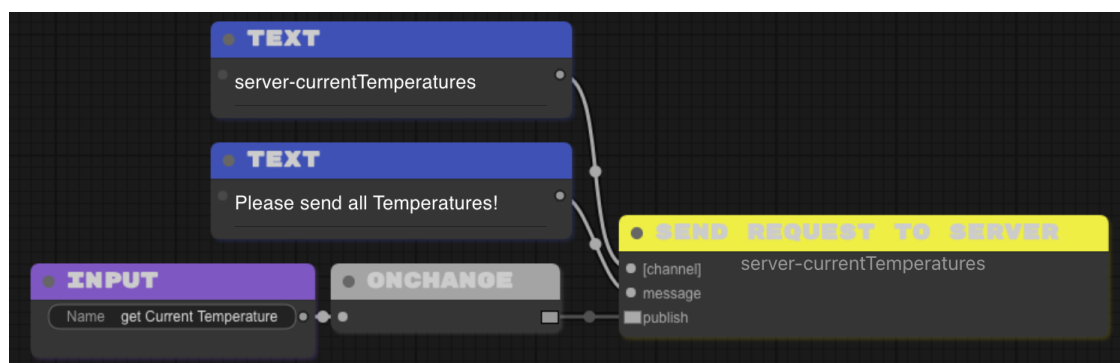 TEXT
server-currentTemperatures
TEXT
Please send all Temperatures!
SEND REQUEST TO SERVER
[channel]
server-currentTemperatures
message
publish
INPUT
Name get Current Temperature
ONCHANGE